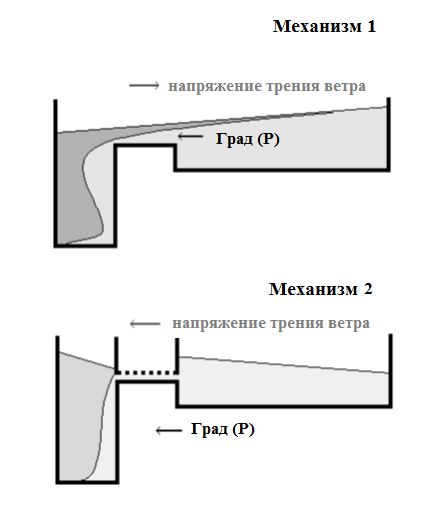 Механизм 1
напряжение трения ветра
Град (P)
Механизм 2
напряжение трения ветра
Град (P)